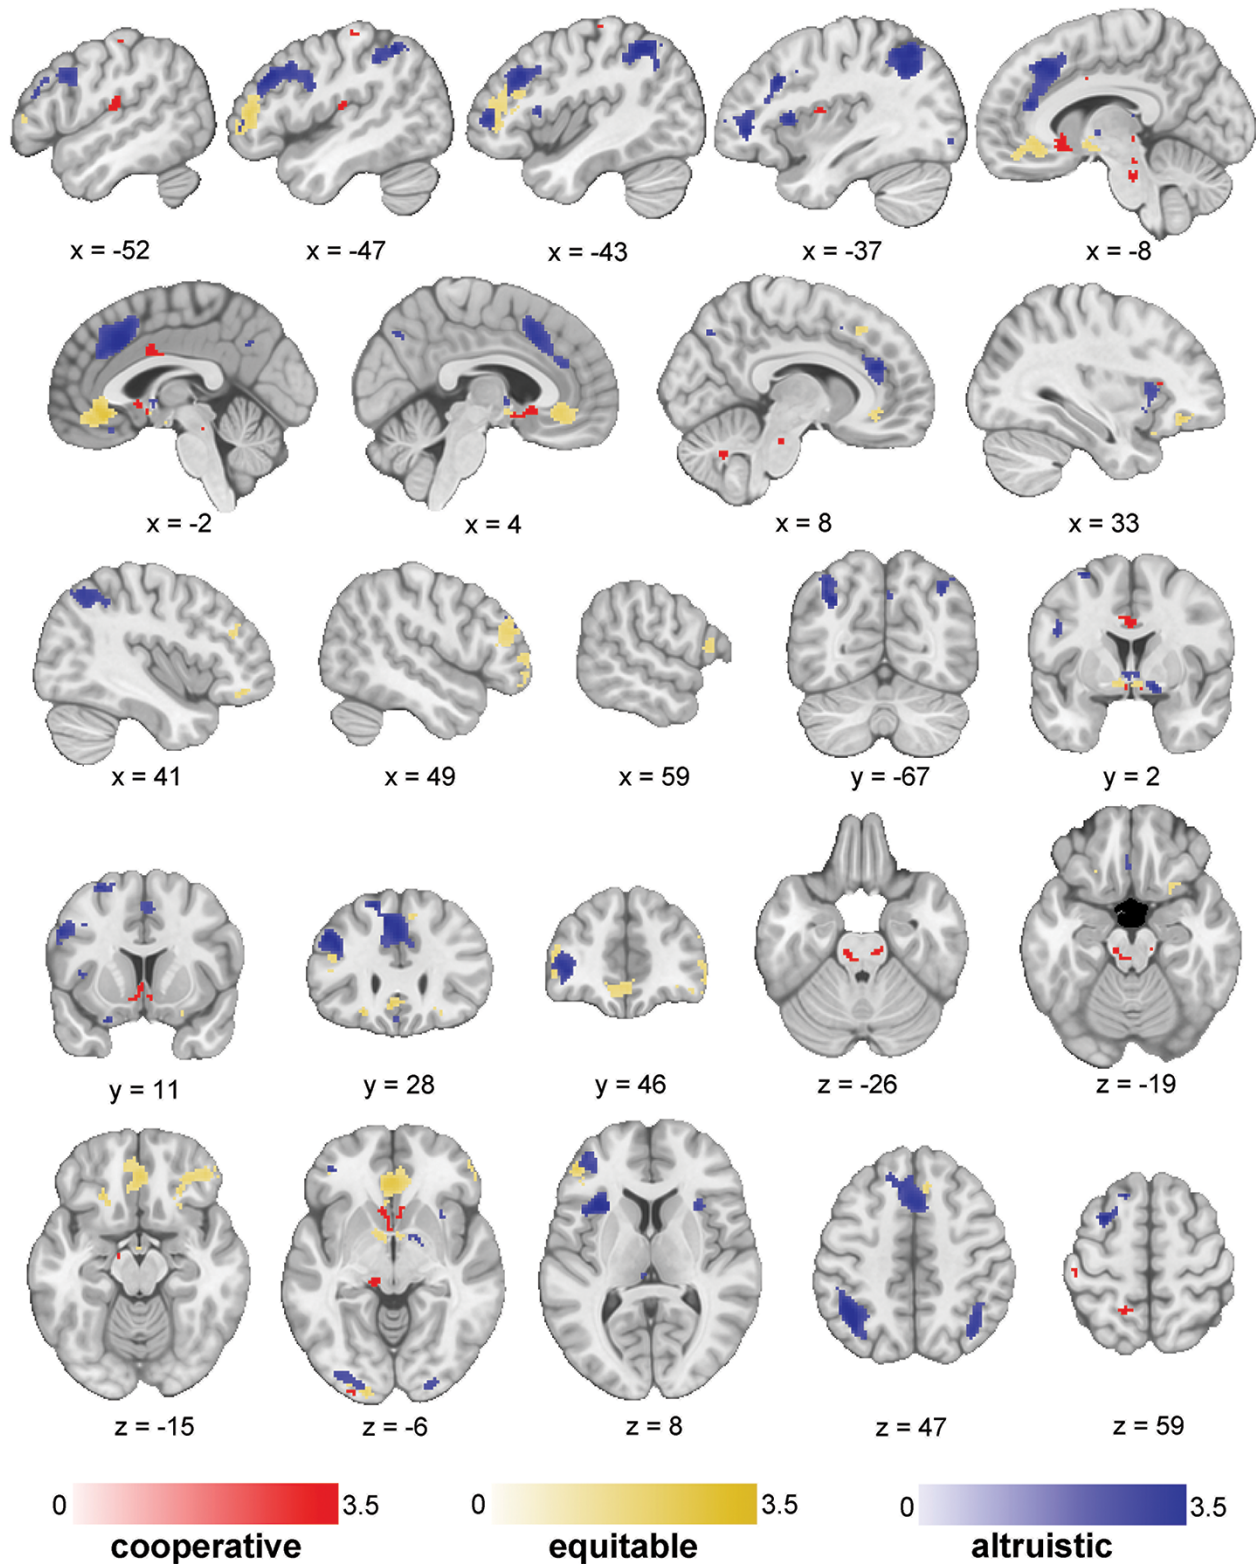 x = -52 x = -47 x = -43 x = -37 x = -8
x = -2 x = 4 x = 8 x = 33
x = 41 x = 49 x = 59 y = -67 y = 2
y = 11 y = 28 y = 46 z = -26 z = -19
z = -15 z = -6 z = 8 z = 47 z = 59
0 3.5 0 3.5 0 3.5
cooperative equitable altruistic